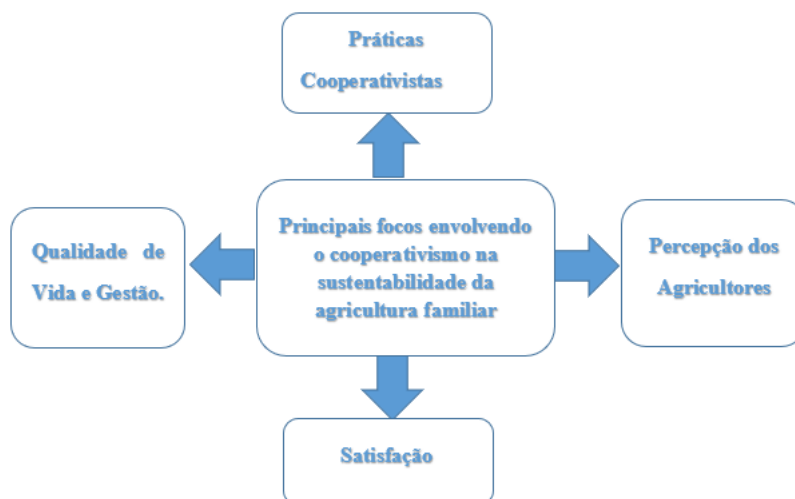 Práticas
Cooperativistas
Qualidade de
Vida e Gestão.
Principais focos envolvendo
o cooperativismo na
sustentabilidade da
agricultura familiar
Percepção dos
Agricultores
Satisfação